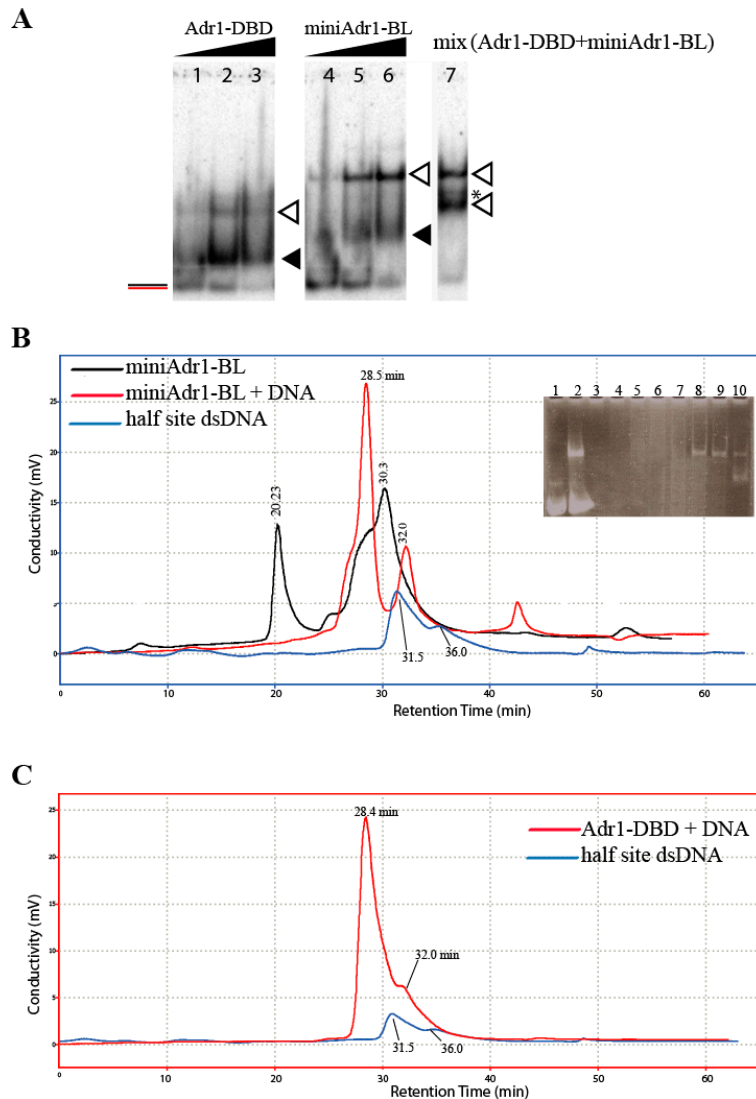 A
Adr1-DBD
miniAdr1-BL
mix (Adr1-DBD+miniAdr1-BL)
1 2 3
4 5 6
7
*
B
miniAdr1-BL
miniAdr1-BL + DNA
half site dsDNA
28.5 min
20.23
30.3
32.0
31.5
36.0
1 2 3 4 5 6 7 8 9 10
Conductivity (mV)
25
20
15
10
5
0
0 10 20 30 40 50 60
Retention Time (min)
C
28.4 min
Adr1-DBD + DNA
half site dsDNA
32.0 min
31.5
36.0
Conductivity (mV)
25
20
15
10
5
0
0 10 20 30 40 50 60
Retention Time (min)